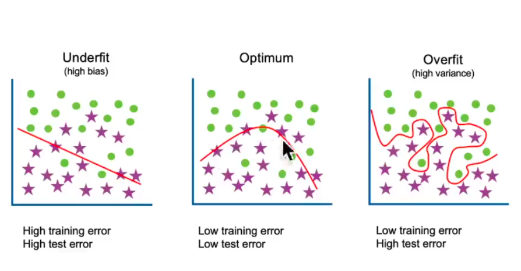 Underfit
(high bias)
High training error
High test error
Optimum
Low training error
Low test error
Overfit
(high variance)
Low training error
High test error